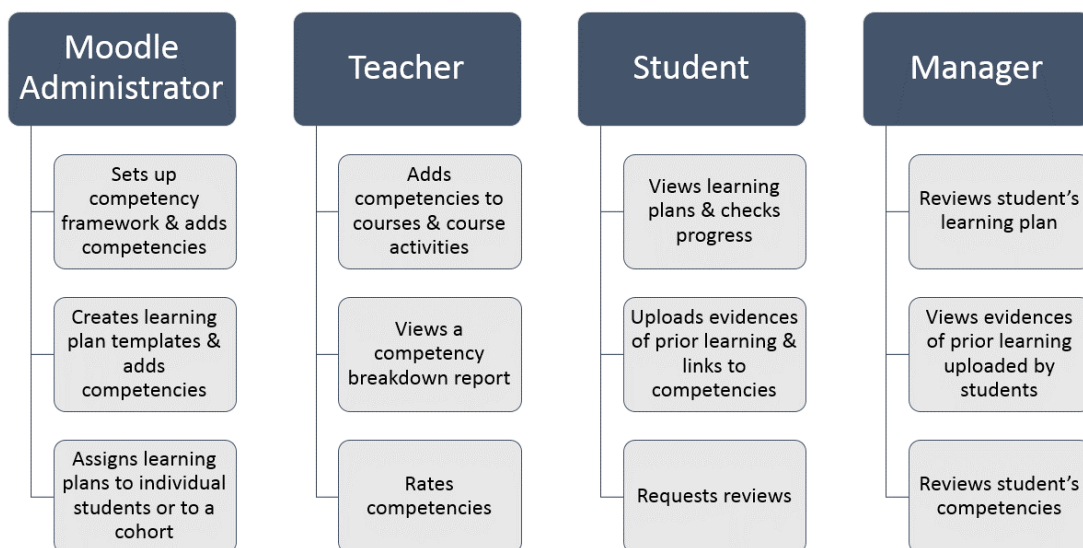 Moodle
Administrator
Sets up
competency
framework & adds
competencies
Creates learning
plan templates &
adds
competencies
Assigns learning
plans to individual
students or to a
cohort
Teacher
Adds
competencies to
courses & course
activities
Views a
competency
breakdown report
Rates
competencies
Student
Views learning
plans & checks
progress
Uploads evidences
of prior learning &
links to
competencies
Requests reviews
Manager
Reviews student’s
learning plan
Views evidences
of prior learning
uploaded by
students
Reviews student’s
competencies